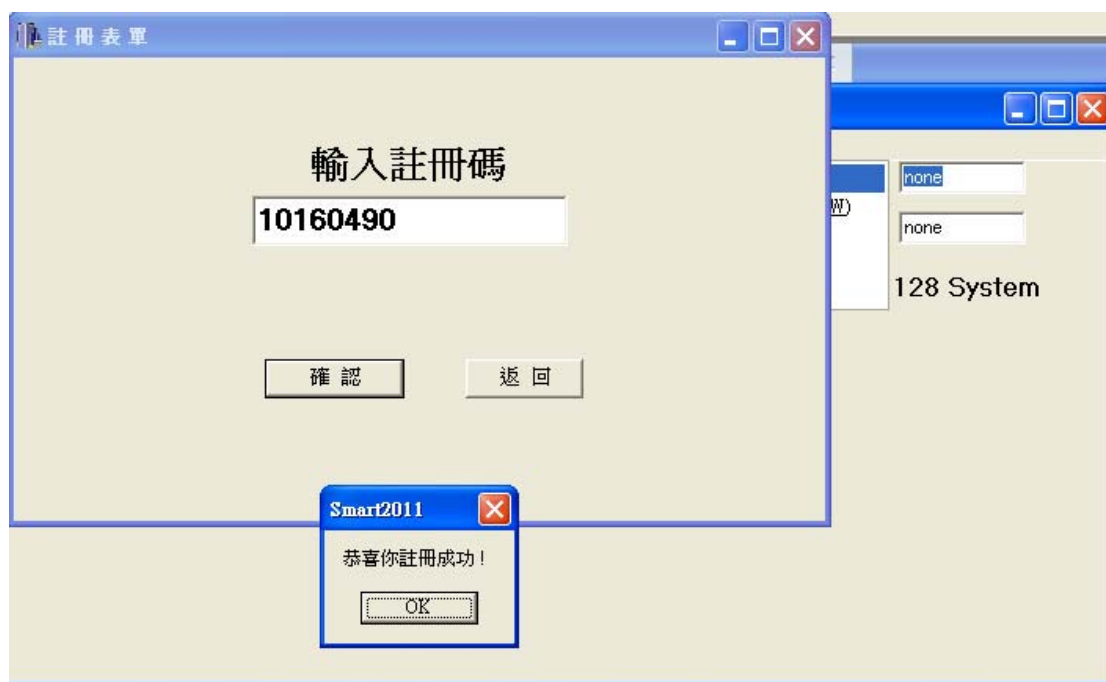 註冊表單
輸入註冊碼
10160490
確認
返回
Smart2011
恭喜你註冊成功!
OK
none
W)
none
128 System